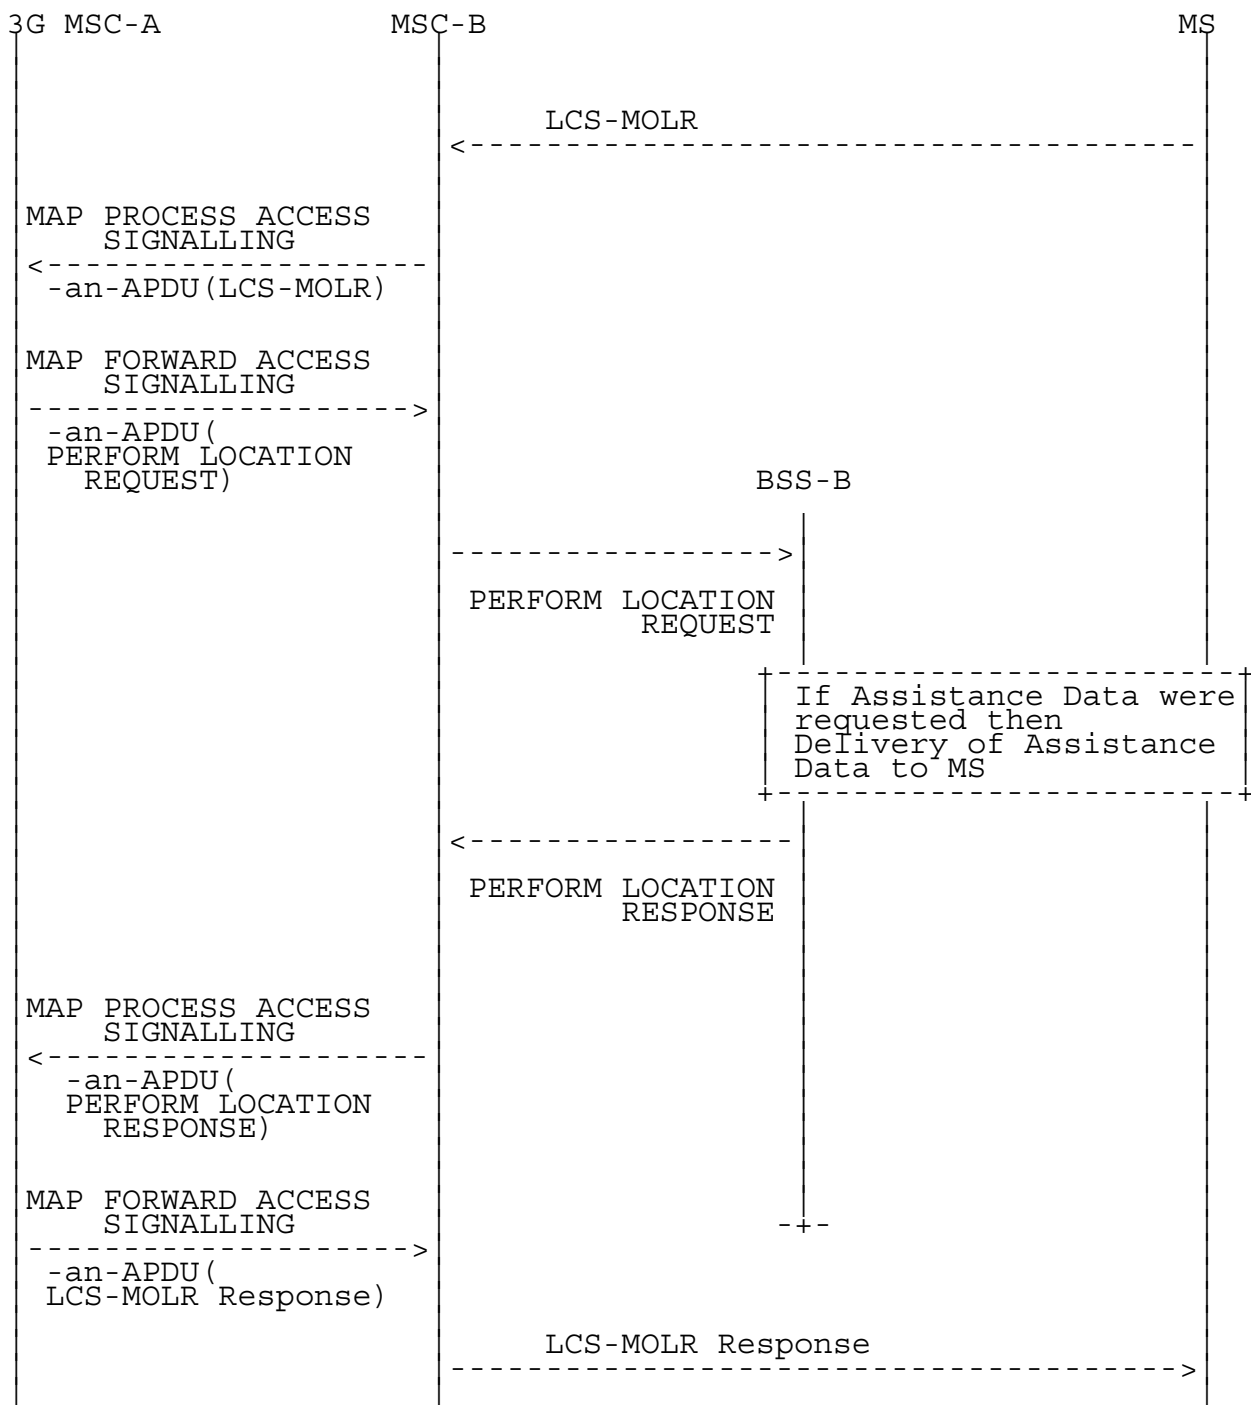 3G MSC-A MSC-B MS
LCS-MOLR
MAP PROCESS ACCESS
SIGNALLING
-an-APDU(LCS-MOLR)
MAP FORWARD ACCESS
SIGNALLING
-an-APDU(
PERFORM LOCATION
REQUEST)
BSS-B
PERFORM LOCATION
REQUEST
If Assistance Data were
requested then
Delivery of Assistance
Data to MS
PERFORM LOCATION
RESPONSE
MAP PROCESS ACCESS
SIGNALLING
-an-APDU(
PERFORM LOCATION
RESPONSE)
MAP FORWARD ACCESS
SIGNALLING
-an-APDU(
LCS-MOLR Response)
LCS-MOLR Response